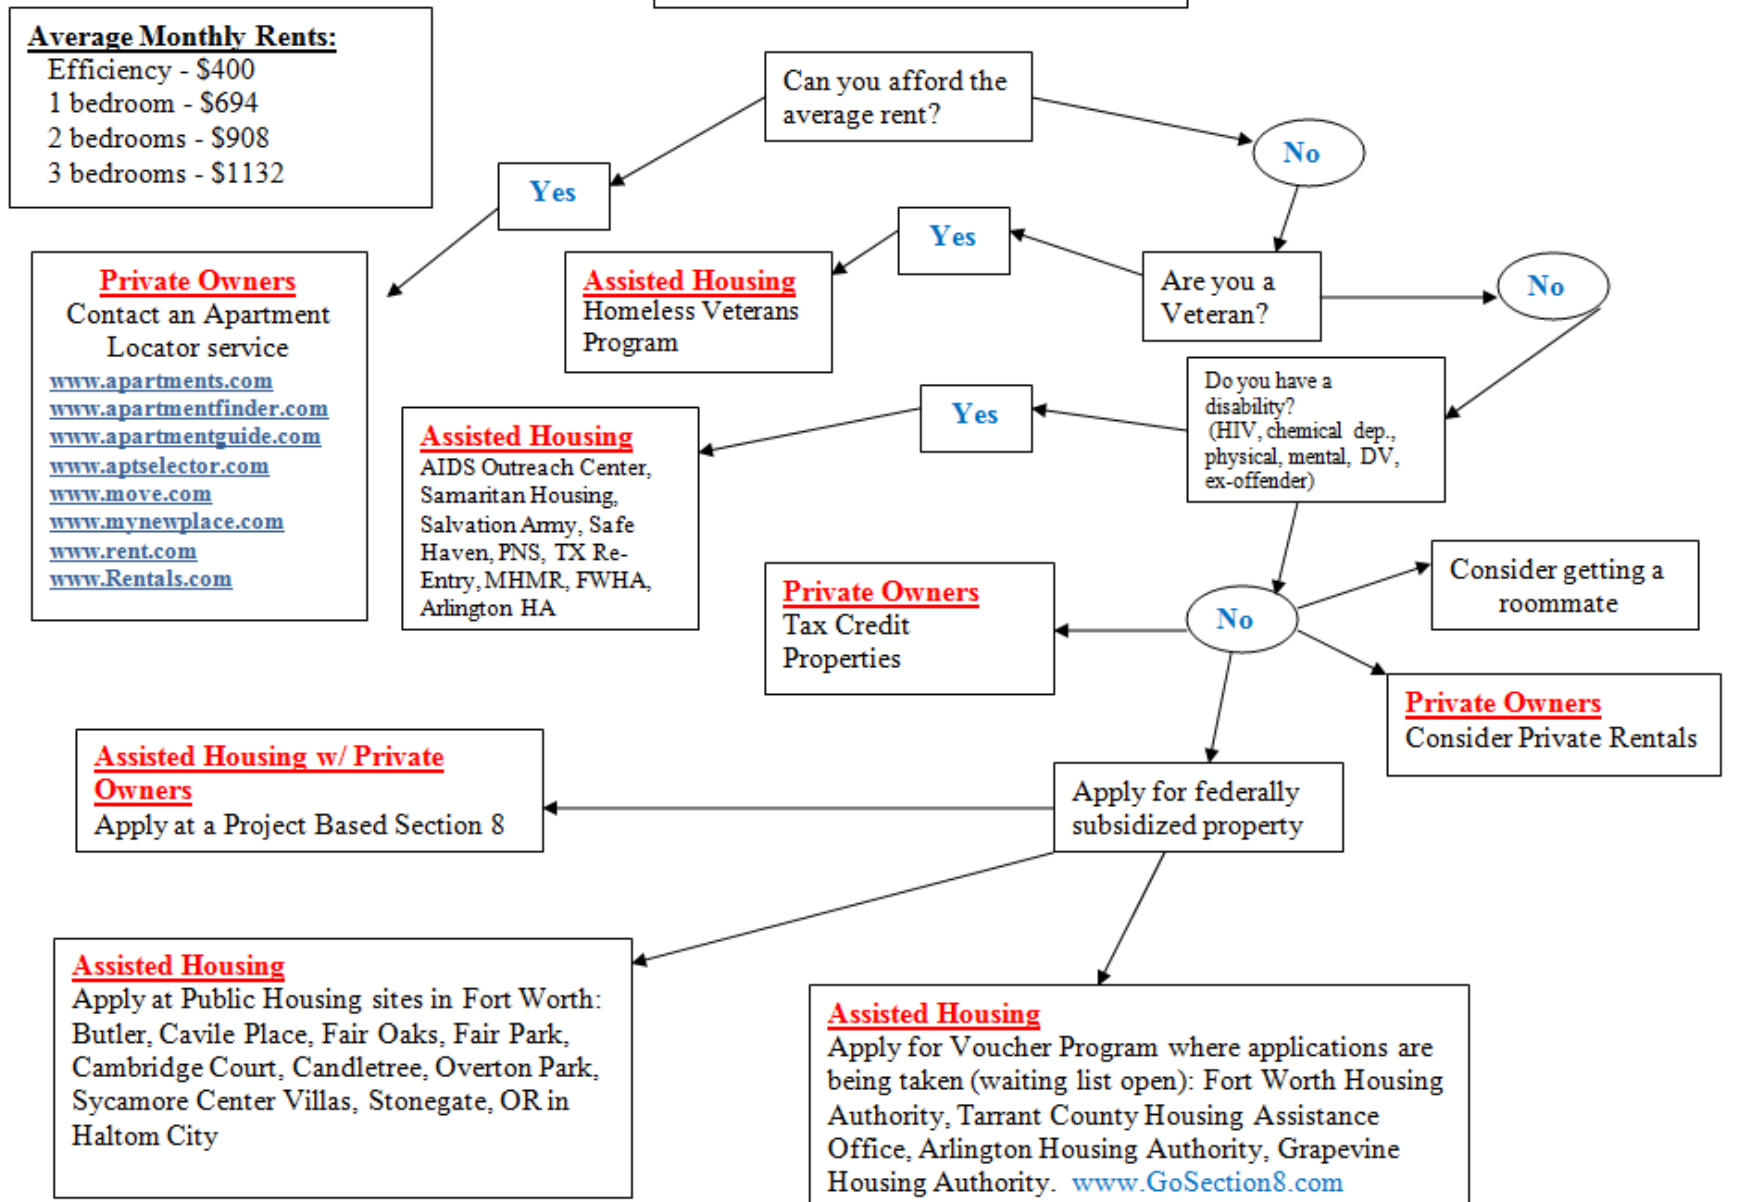 Average Monthly Rents:
Efficiency - $400
1 bedroom - $694
2 bedrooms - $908
3 bedrooms - $1132
Can you afford the
average rent?
No
Yes
Yes
Are you a
Veteran?
No
Private Owners
Contact an Apartment
Locator service
www.apartments.com
www.apartmentfinder.com
www.apartmentguide.com
www.aptselector.com
www.move.com
www.mynewplace.com
www.rent.com
www.Rentals.com
Assisted Housing
Homeless Veterans
Program
Do you have a
disability?
(HIV, chemical dep.,
physical, mental, DV,
ex-offender)
Yes
Assisted Housing
AIDS Outreach Center,
Samaritan Housing,
Salvation Army, Safe
Haven, PNS, TX Re-
Entry, MHMR, FWHA,
Arlington HA
No
Consider getting a
roommate
Private Owners
Tax Credit
Properties
Private Owners
Consider Private Rentals
Apply for federally
subsidized property
Assisted Housing w/ Private
Owners
Apply at a Project Based Section 8
Assisted Housing
Apply at Public Housing sites in Fort Worth:
Butler, Cavile Place, Fair Oaks, Fair Park,
Cambridge Court, Candletree, Overton Park,
Sycamore Center Villas, Stonegate, OR in
Haltom City
Assisted Housing
Apply for Voucher Program where applications are
being taken (waiting list open): Fort Worth Housing
Authority, Tarrant County Housing Assistance
Office, Arlington Housing Authority, Grapevine
Housing Authority. www.GoSection8.com